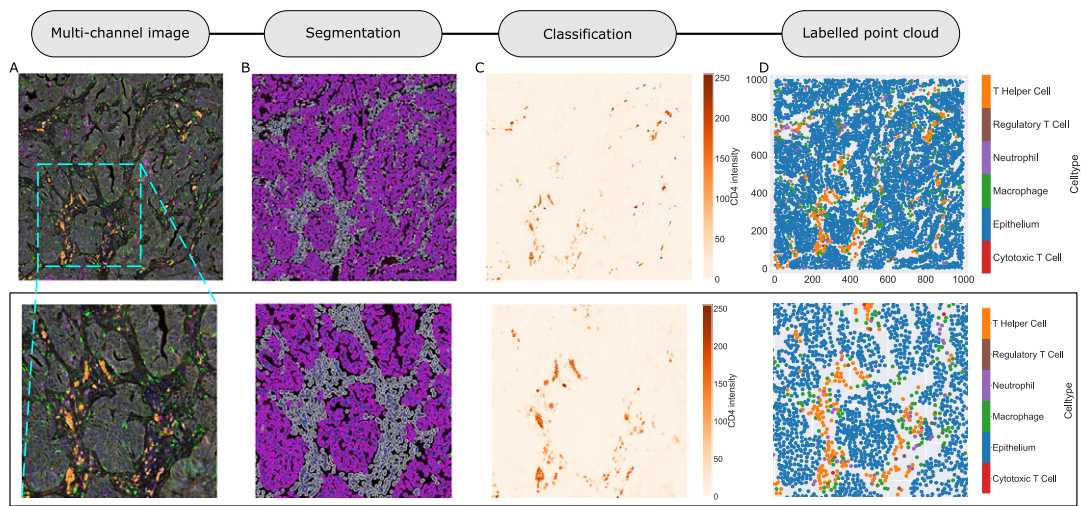 Multi-channel image
Segmentation
Classification
Labelled point cloud
A
B
C
D
250
200
150
100
50
0
CD4 intensity
1000
800
600
400
200
0
0 200 400 600 800 1000
T Helper Cell
Regulatory T Cell
Neutrophil
Macrophage
Epithelium
Cytotoxic T Cell
Celltype
250
200
150
100
50
0
CD4 intensity
T Helper Cell
Regulatory T Cell
Neutrophil
Macrophage
Epithelium
Cytotoxic T Cell
Celltype